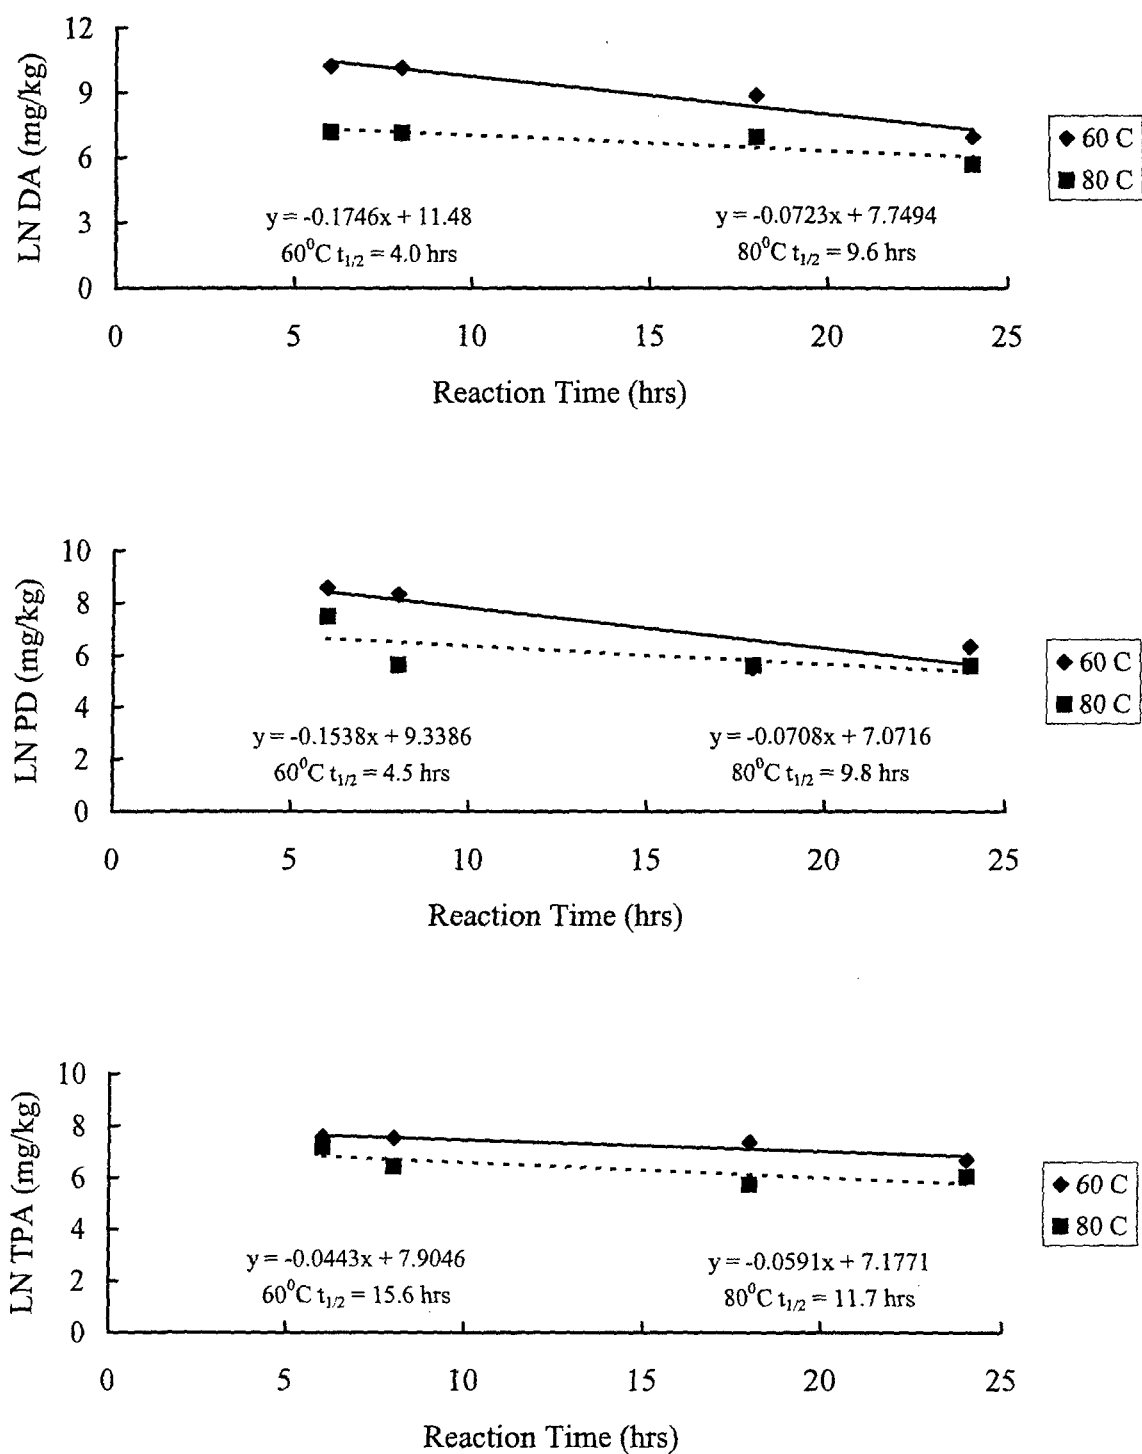 12
9
6
3
0
LN DA (mg/kg)
60 C
80 C
y = -0.1746x + 11.48
60⁰C t₁/₂ = 4.0 hrs
y = -0.0723x + 7.7494
80⁰C t₁/₂ = 9.6 hrs
0 5 10 15 20 25
Reaction Time (hrs)
10
8
6
4
2
0
LN PD (mg/kg)
60 C
80 C
y = -0.1538x + 9.3386
60⁰C t₁/₂ = 4.5 hrs
y = -0.0708x + 7.0716
80⁰C t₁/₂ = 9.8 hrs
0 5 10 15 20 25
Reaction Time (hrs)
10
8
6
4
2
0
LN TPA (mg/kg)
60 C
80 C
y = -0.0443x + 7.9046
60⁰C t₁/₂ = 15.6 hrs
y = -0.0591x + 7.1771
80⁰C t₁/₂ = 11.7 hrs
0 5 10 15 20 25
Reaction Time (hrs)